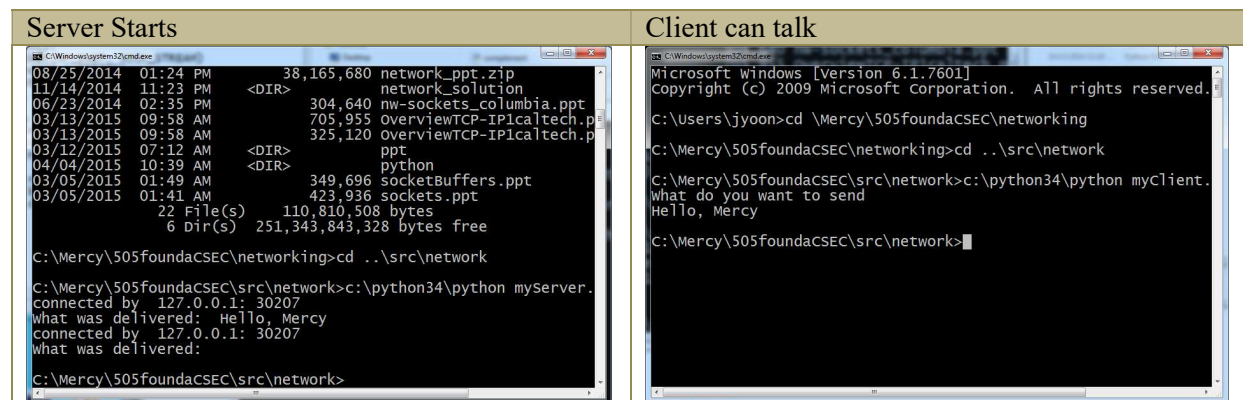 Server Starts
C:\Windows\system32\cmd.exe
08/25/2014 01:24 PM 38,165,680 network_ppt.zip
11/14/2014 11:23 PM <DIR> network_solution
06/23/2014 02:35 PM 304,640 nw-sockets_columbia.ppt
03/13/2015 09:58 AM 705,955 OverviewTCP-IP1caltech.p
03/13/2015 09:58 AM 325,120 OverviewTCP-IP1caltech.p
03/12/2015 07:12 AM <DIR> ppt
04/04/2015 10:39 AM <DIR> python
03/05/2015 01:49 AM 349,696 socketBuffers.ppt
03/05/2015 01:41 AM 423,936 sockets.ppt
22 File(s) 110,810,508 bytes
6 Dir(s) 251,343,843,328 bytes free
C:\Mercy\505foundaCSEC\networking>cd ..\src\network
C:\Mercy\505foundaCSEC\src\network>c:\python34\python myServer.
connected by 127.0.0.1: 30207
What was delivered: Hello, Mercy
connected by 127.0.0.1: 30207
What was delivered:
C:\Mercy\505foundaCSEC\src\network>
Client can talk
C:\Windows\system32\cmd.exe
Microsoft Windows [Version 6.1.7601]
Copyright (c) 2009 Microsoft Corporation. All rights reserved.
C:\Users\jyoon>cd \Mercy\505foundaCSEC\networking
C:\Mercy\505foundaCSEC\networking>cd ..\src\network
C:\Mercy\505foundaCSEC\src\network>c:\python34\python myClient.
What do you want to send
Hello, Mercy
C:\Mercy\505foundaCSEC\src\network>